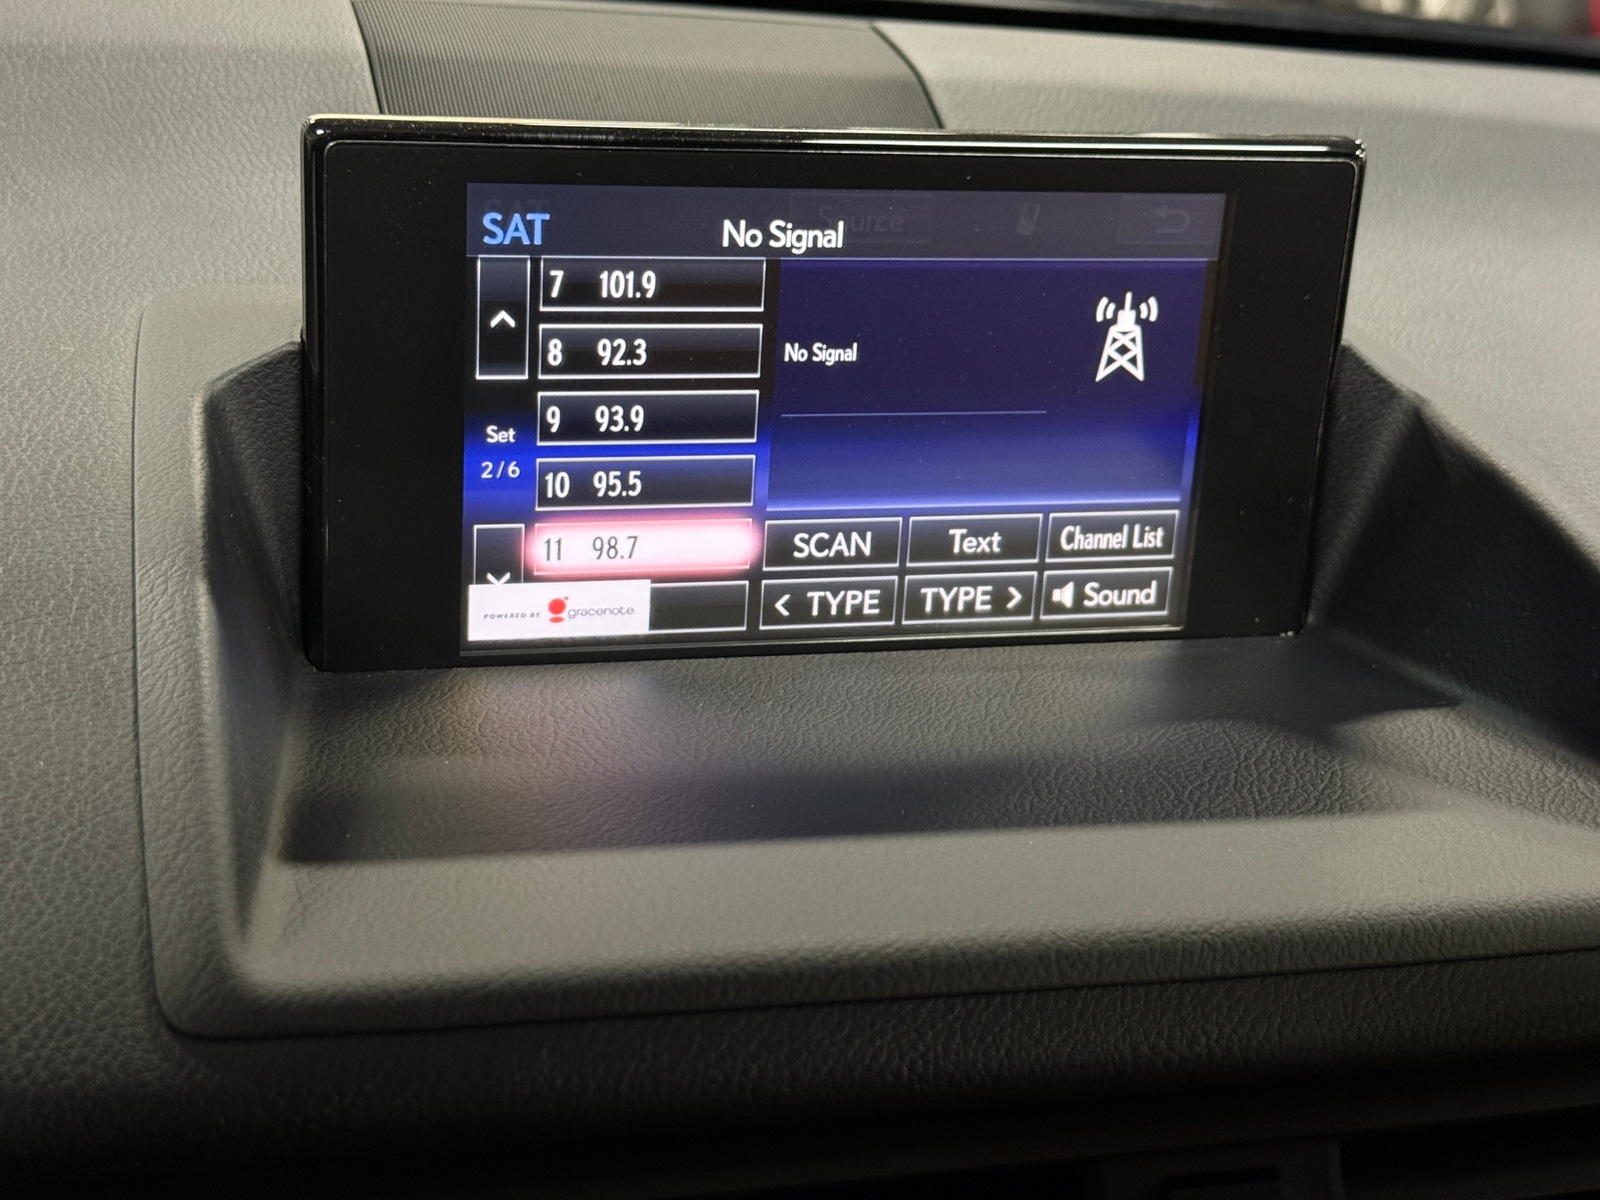 SAT
No Signal
Source
7 101.9
8 92.3
9 93.9
10 95.5
11 98.7
Set
2/6
No Signal
SCAN
Text
Channel List
< TYPE
TYPE >
Sound
POWERED BY gracenote.